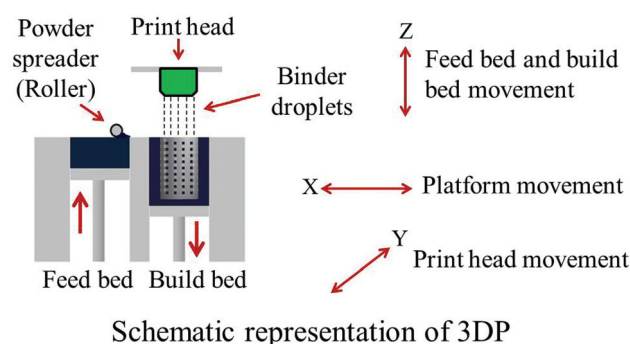 Powder
spreader
(Roller)
Print head
Binder
droplets
Feed bed
Build bed
Z
Feed bed and build
bed movement
X
Platform movement
Y
Print head movement
Schematic representation of 3DP